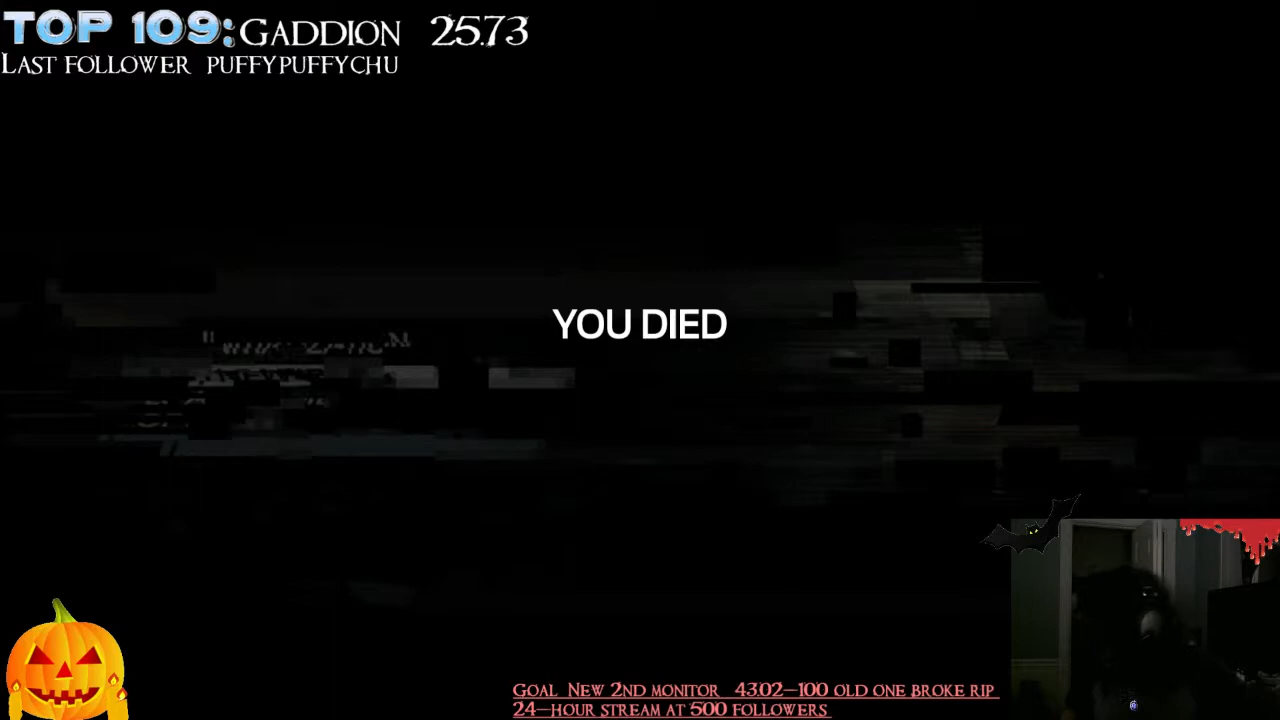 TOP 109: GADDION 25.73
LAST FOLLOWER PUFFYPUFFYCHU
YOU DIED
GOAL NEW 2ND MONITOR 43.02-100 OLD ONE BROKE RIP
24-HOUR STREAM AT 500 FOLLOWERS